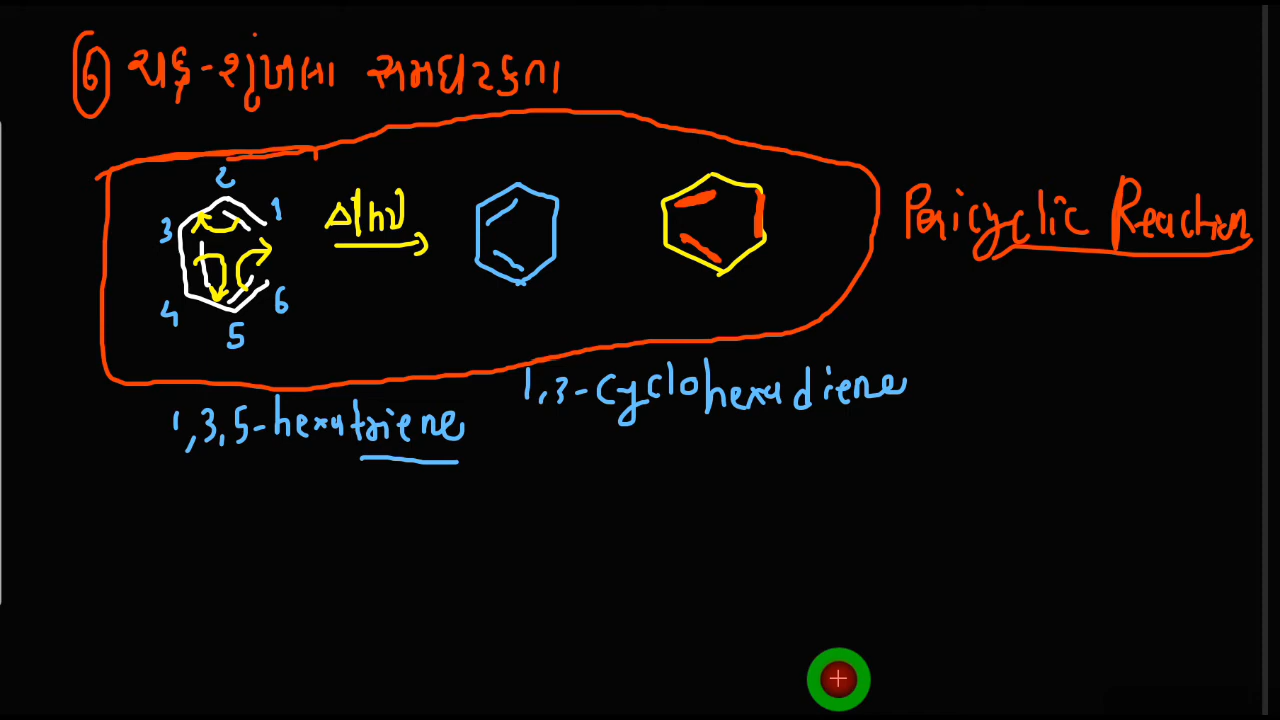 ૬ ચક્ર-શૃંખલા સમઘટકતા
2
1
3
4
5
6
Δ/hν
Pericyclic Reaction
1,3-cyclohexadiene
1,3,5-hexatriene